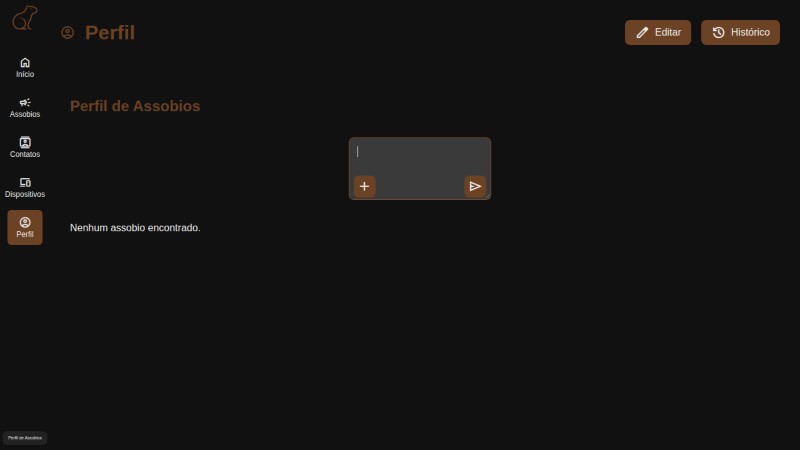 Perfil
Editar
Histórico
Início
Assobios
Contatos
Dispositivos
Perfil
Perfil de Assobios
Nenhum assobio encontrado.
Perfil de Assobios